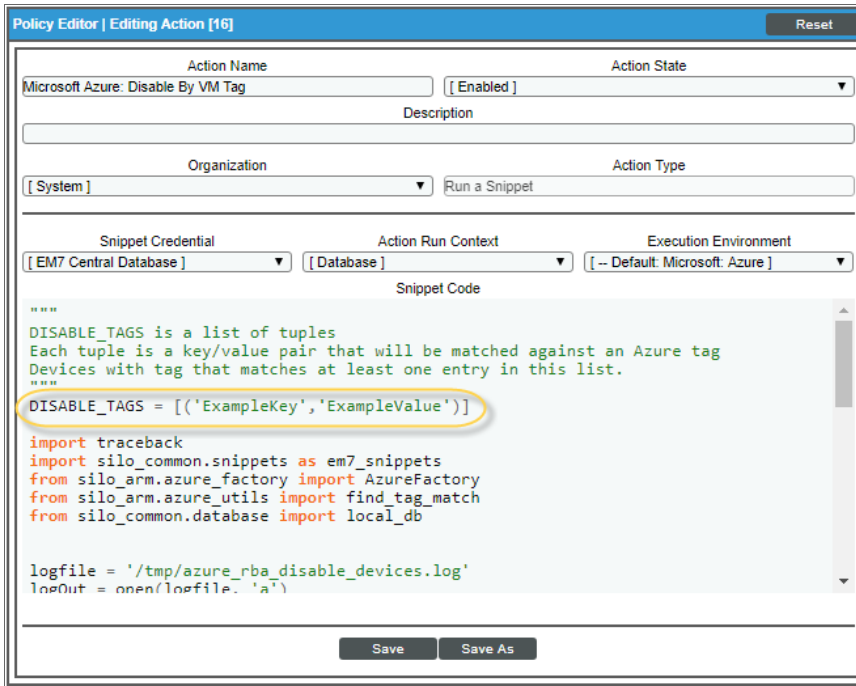 Policy Editor | Editing Action [16]
Reset
Action Name
Action State
Microsoft Azure: Disable By VM Tag
[ Enabled ]
Description
Organization
Action Type
[ System ]
Run a Snippet
Snippet Credential
Action Run Context
Execution Environment
[ EM7 Central Database ]
[ Database ]
[ -- Default: Microsoft: Azure ]
Snippet Code
"""
DISABLE_TAGS is a list of tuples
Each tuple is a key/value pair that will be matched against an Azure tag
Devices with tag that matches at least one entry in this list.
"""
DISABLE_TAGS = [('ExampleKey','ExampleValue')]
import traceback
import silo_common.snippets as em7_snippets
from silo_arm.azure_factory import AzureFactory
from silo_arm.azure_utils import find_tag_match
from silo_common.database import local_db
logfile = '/tmp/azure_rba_disable_devices.log'
logOut = open(logfile, 'a')
Save
Save As